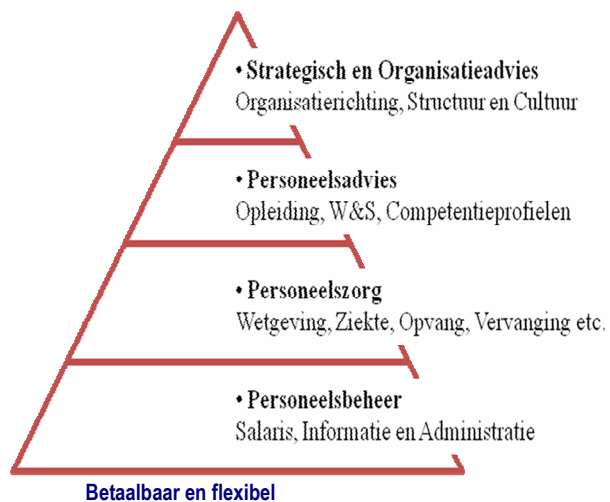 • Strategisch en Organisatieadvies
Organisatierichting, Structuur en Cultuur
• Personeelsadvies
Opleiding, W&S, Competentieprofielen
• Personeelszorg
Wetgeving, Ziekte, Opvang, Vervanging etc.
• Personeelsbeheer
Salaris, Informatie en Administratie
Betaalbaar en flexibel